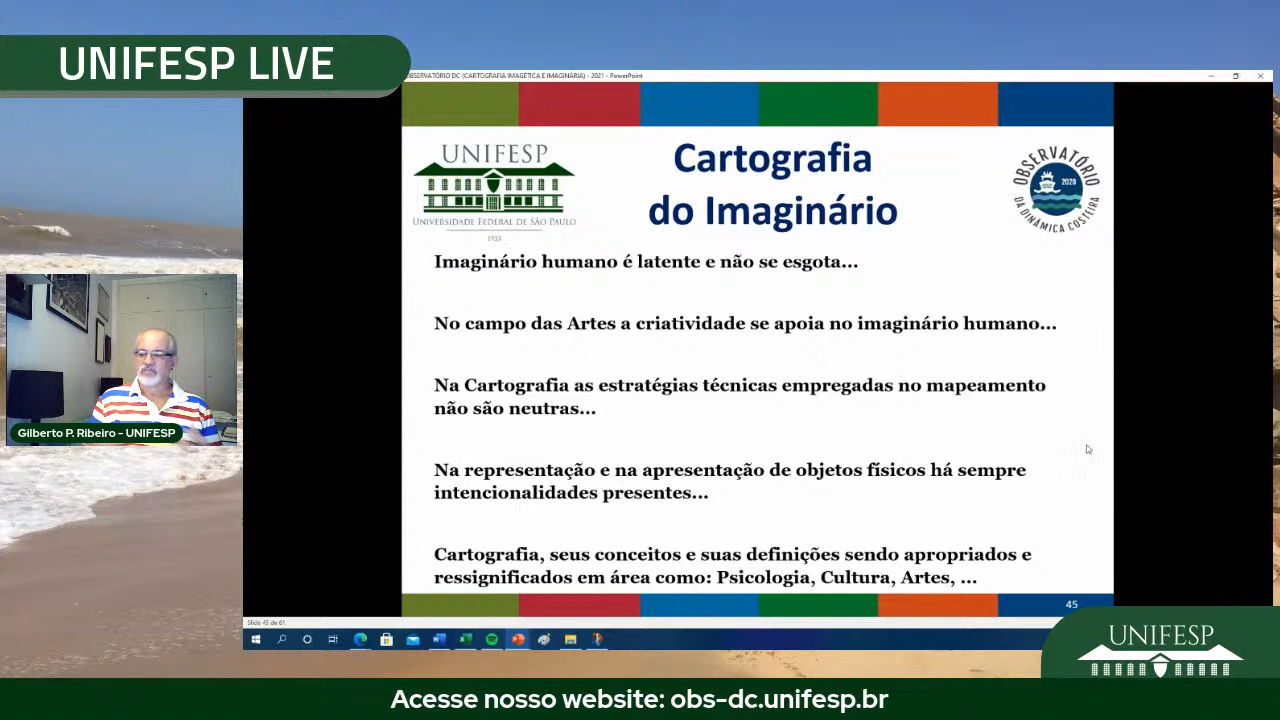 UNIFESP LIVE
OBSERVATÓRIO DC (CARTOGRAFIA IMAGÉTICA E IMAGINÁRIA) - 2021 - PowerPoint
UNIFESP
UNIVERSIDADE FEDERAL DE SÃO PAULO
1933
Cartografia
do Imaginário
OBSERVATÓRIO
2020
DA DINÂMICA COSTEIRA
Imaginário humano é latente e não se esgota...
No campo das Artes a criatividade se apoia no imaginário humano...
Na Cartografia as estratégias técnicas empregadas no mapeamento
não são neutras...
Na representação e na apresentação de objetos físicos há sempre
intencionalidades presentes...
Cartografia, seus conceitos e suas definições sendo apropriados e
ressignificados em área como: Psicologia, Cultura, Artes, ...
45
Gilberto P. Ribeiro - UNIFESP
Slide 45 de 61
UNIFESP
Acesse nosso website: obs-dc.unifesp.br